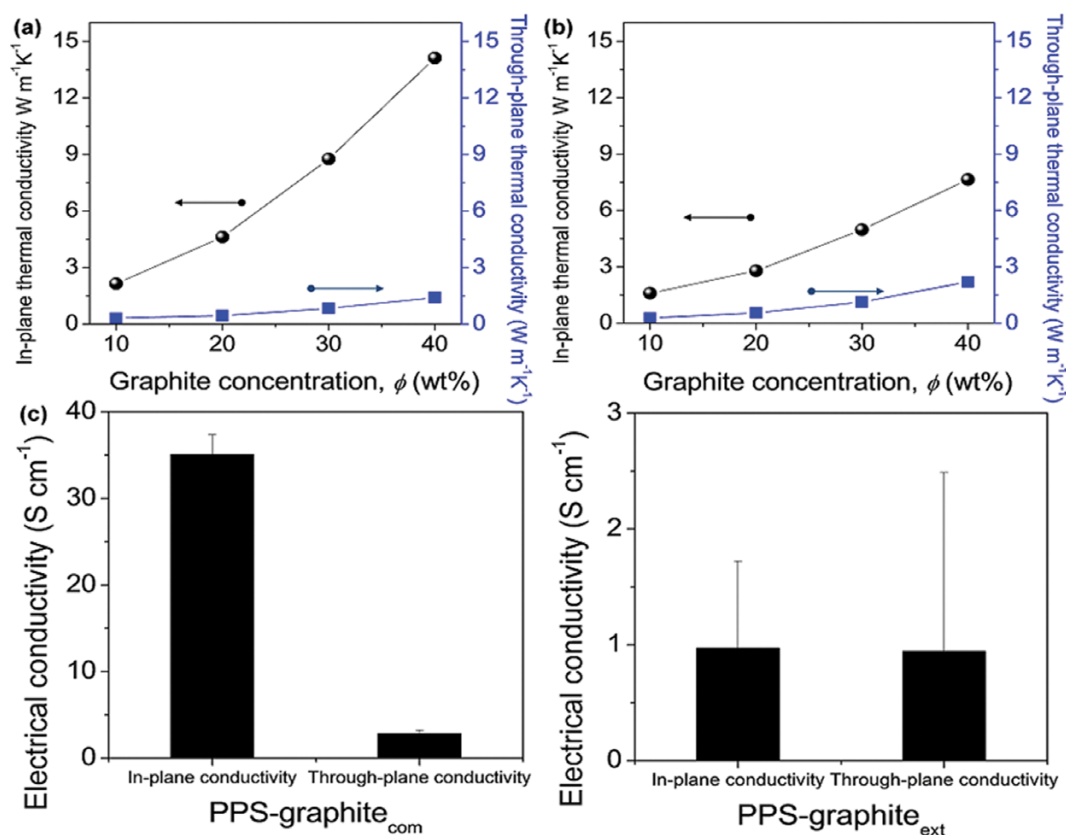 (a)
In-plane thermal conductivity W m⁻¹K⁻¹
15
12
9
6
3
0
10 20 30 40
Graphite concentration, ϕ (wt%)
15
12
9
6
3
0
Through-plane thermal conductivity (W m⁻¹K⁻¹)
(b)
In-plane thermal conductivity W m⁻¹K⁻¹
15
12
9
6
3
0
10 20 30 40
Graphite concentration, ϕ (wt%)
15
12
9
6
3
0
Through-plane thermal conductivity (W m⁻¹K⁻¹)
(c)
Electrical conductivity (S cm⁻¹)
40
30
20
10
0
In-plane conductivity Through-plane conductivity
PPS-graphite_com
Electrical conductivity (S cm⁻¹)
3
2
1
0
In-plane conductivity Through-plane conductivity
PPS-graphite_ext